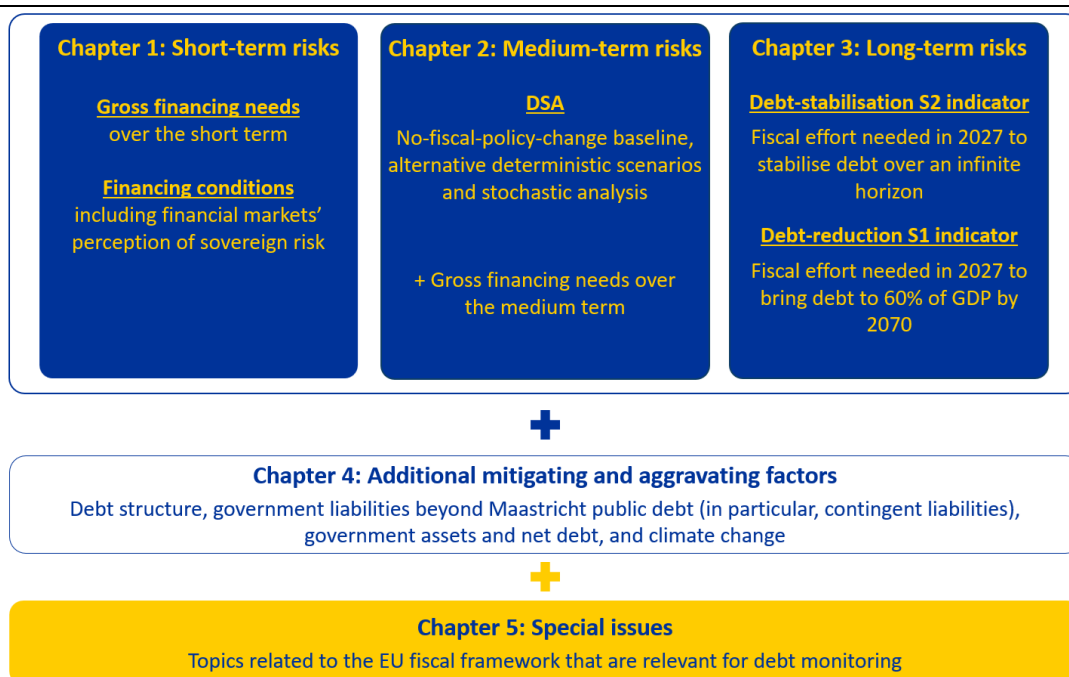 Chapter 1: Short-term risks
Gross financing needs
over the short term
Financing conditions
including financial markets'
perception of sovereign risk
Chapter 2: Medium-term risks
DSA
No-fiscal-policy-change baseline,
alternative deterministic scenarios
and stochastic analysis
+ Gross financing needs over
the medium term
Chapter 3: Long-term risks
Debt-stabilisation S2 indicator
Fiscal effort needed in 2027 to
stabilise debt over an infinite
horizon
Debt-reduction S1 indicator
Fiscal effort needed in 2027 to
bring debt to 60% of GDP by
2070
+
Chapter 4: Additional mitigating and aggravating factors
Debt structure, government liabilities beyond Maastricht public debt (in particular, contingent liabilities),
government assets and net debt, and climate change
+
Chapter 5: Special issues
Topics related to the EU fiscal framework that are relevant for debt monitoring